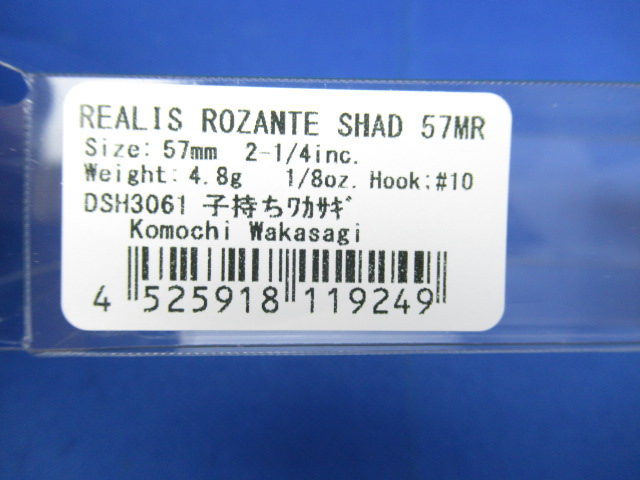 REALIS ROZANTE SHAD 57MR
Size: 57mm 2-1/4inc.
Weight: 4.8g 1/8oz. Hook:#10
DSH3061 子持ちﾜｶｻｷﾞ
Komochi Wakasagi
4 525918 119249